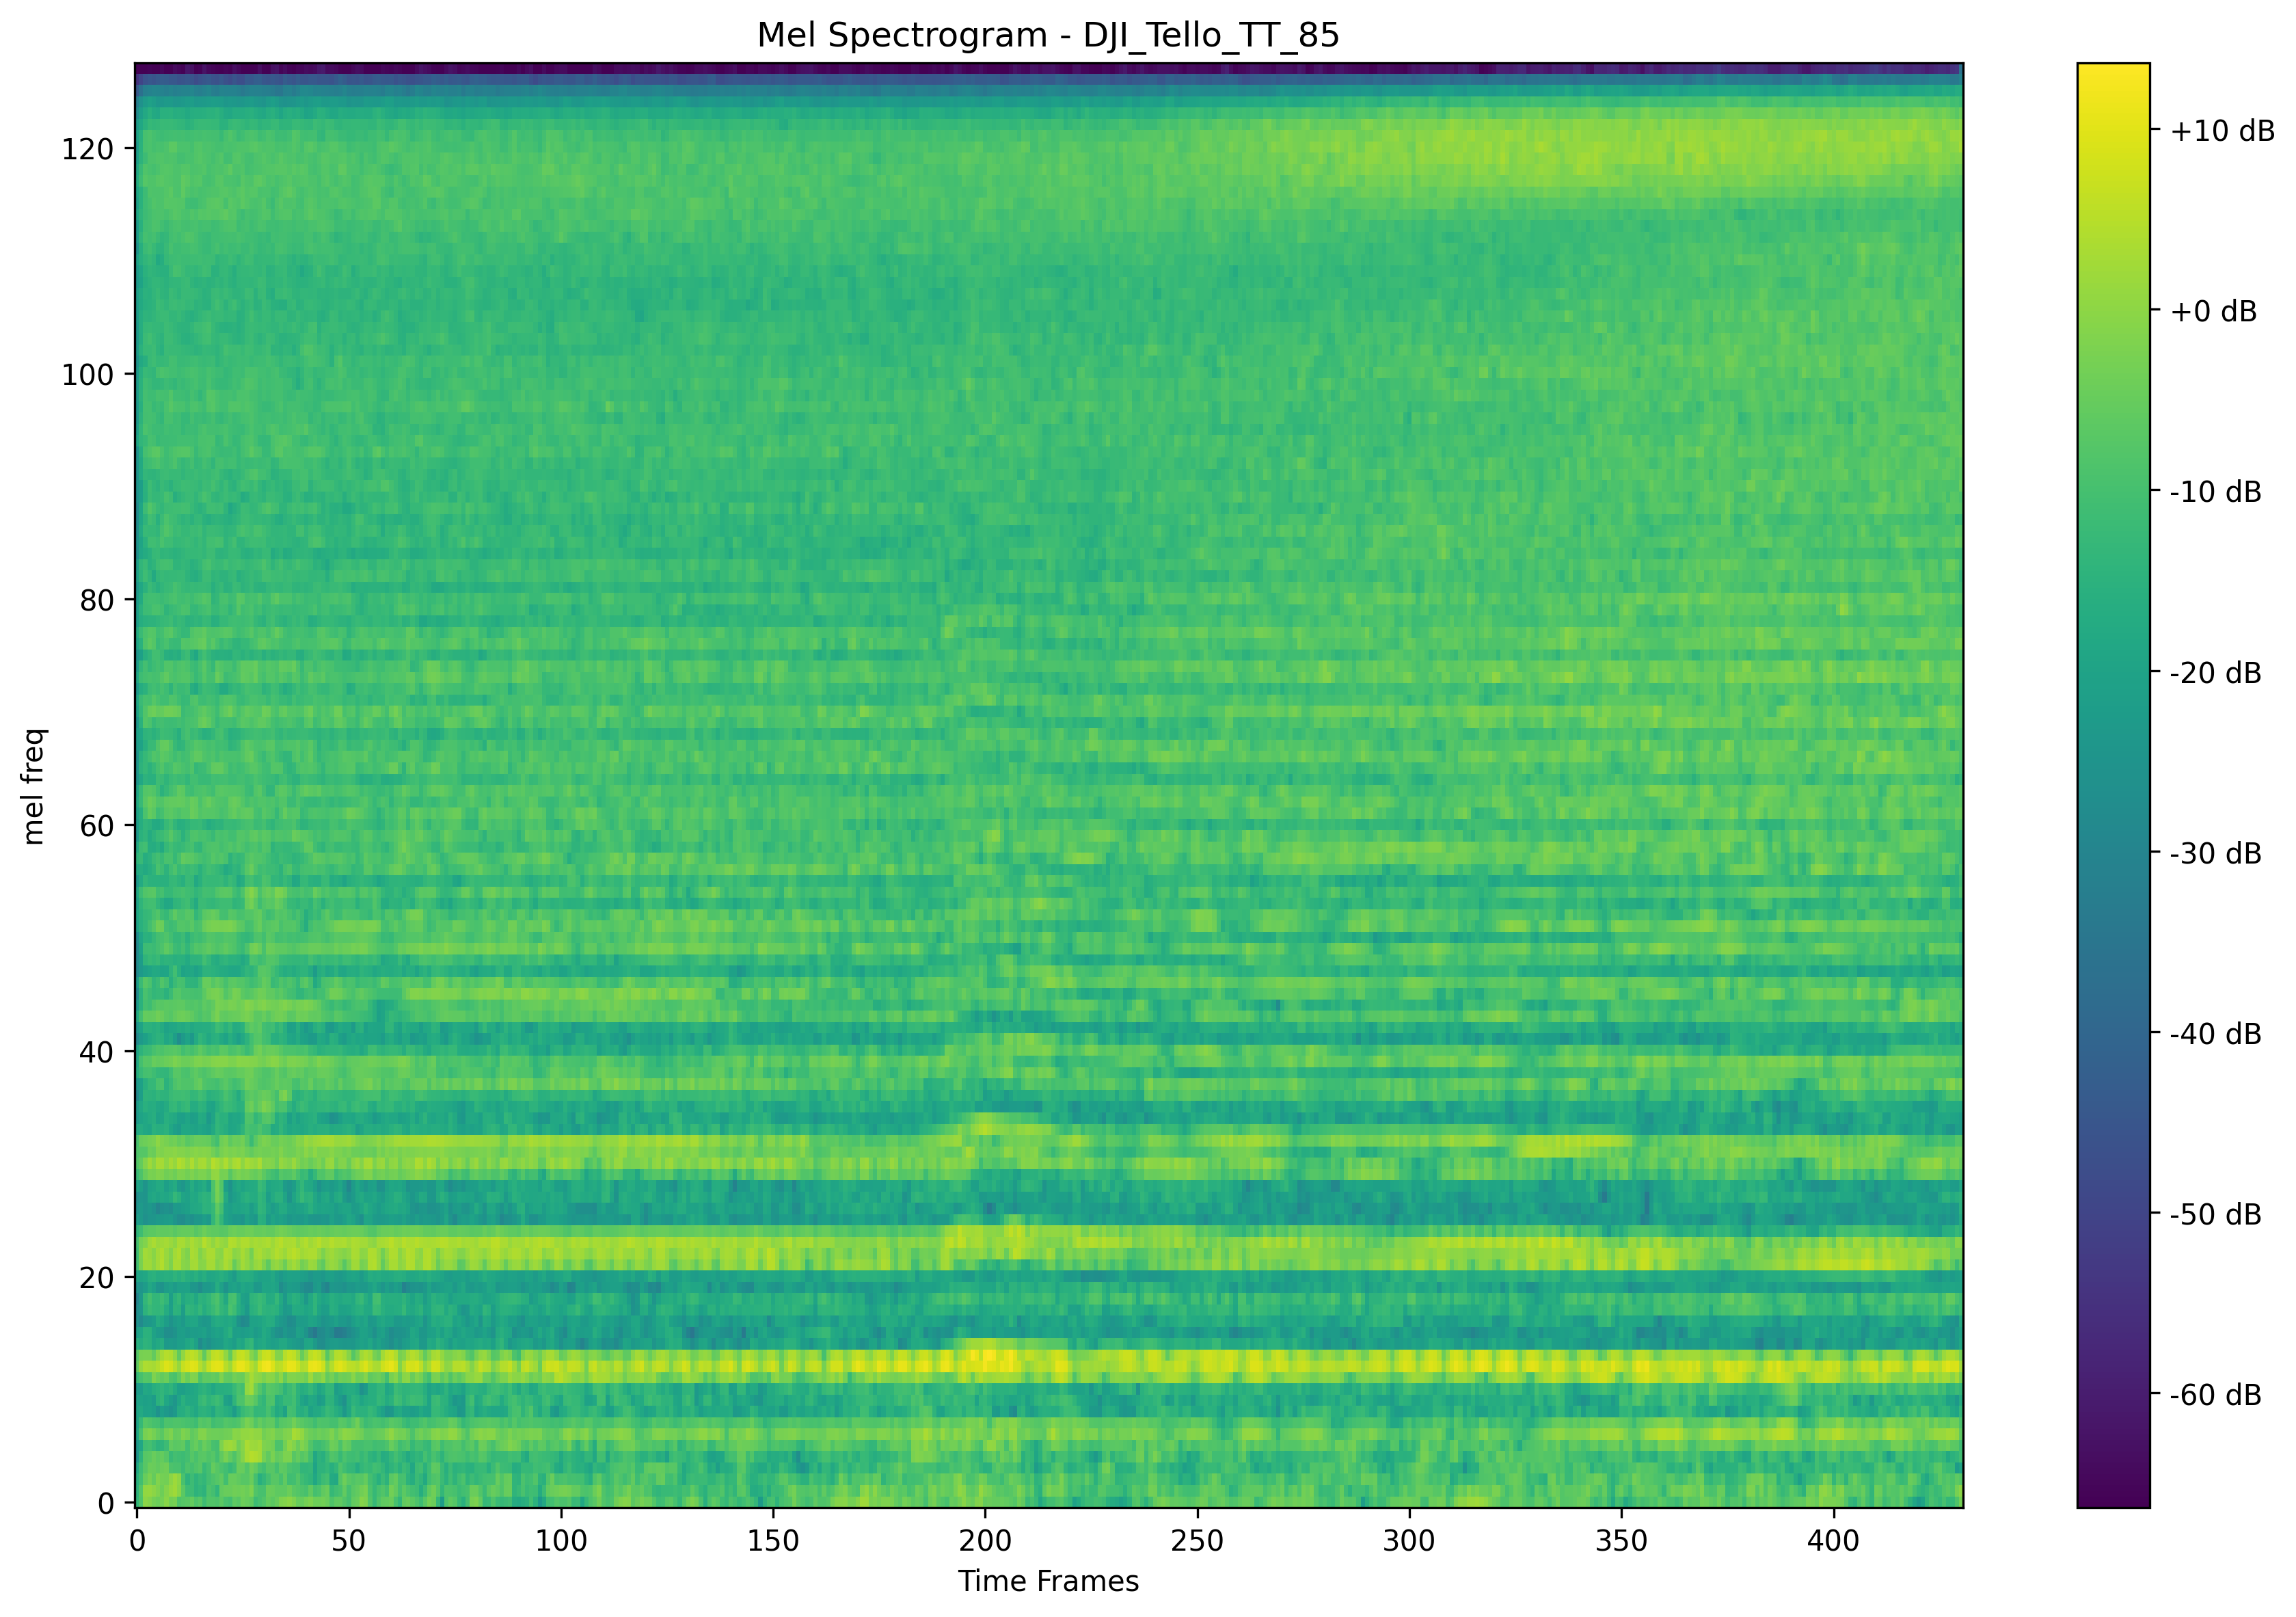 Mel Spectrogram - DJI_Tello_TT_85
mel freq
120
100
80
60
40
20
0
0 50 100 150 200 250 300 350 400
Time Frames
+10 dB
+0 dB
-10 dB
-20 dB
-30 dB
-40 dB
-50 dB
-60 dB